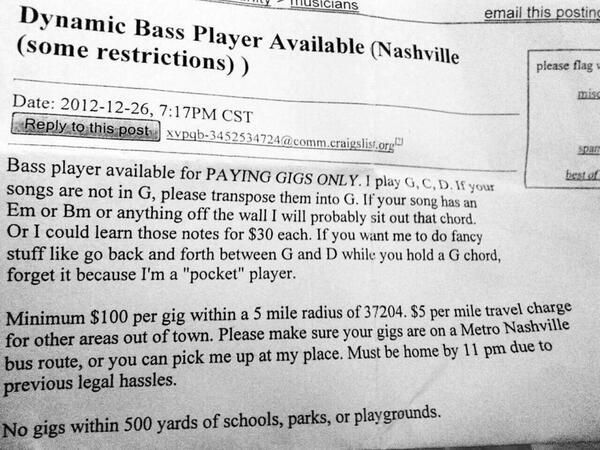 musicians
email this posting
Dynamic Bass Player Available (Nashville
(some restrictions) )
please flag
misc
spam
best of
Date: 2012-12-26, 7:17PM CST
Reply to this post xvpqb-3452534724@comm.craigslist.org [?]
Bass player available for PAYING GIGS ONLY. I play G, C, D. If your
songs are not in G, please transpose them into G. If your song has an
Em or Bm or anything off the wall I will probably sit out that chord.
Or I could learn those notes for $30 each. If you want me to do fancy
stuff like go back and forth between G and D while you hold a G chord,
forget it because I'm a "pocket" player.
Minimum $100 per gig within a 5 mile radius of 37204. $5 per mile travel charge
for other areas out of town. Please make sure your gigs are on a Metro Nashville
bus route, or you can pick me up at my place. Must be home by 11 pm due to
previous legal hassles.
No gigs within 500 yards of schools, parks, or playgrounds.